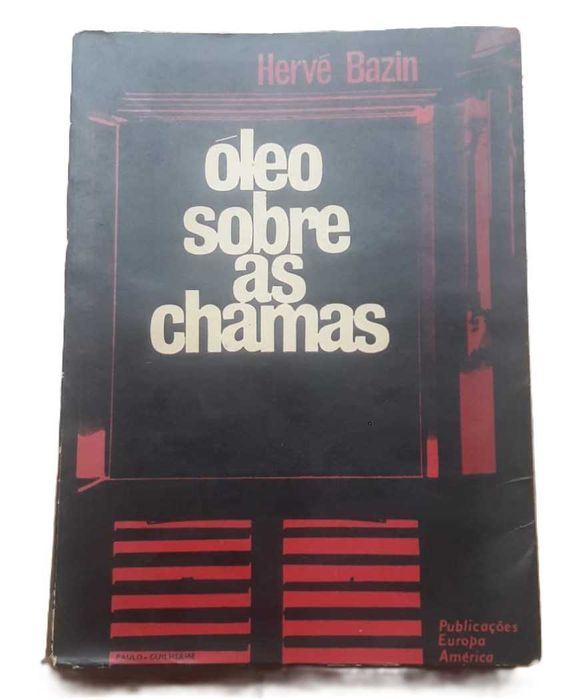 Hervé Bazin
óleo
sobre
as
chamas
Publicações
Europa
América
PAULO-GUILHERME